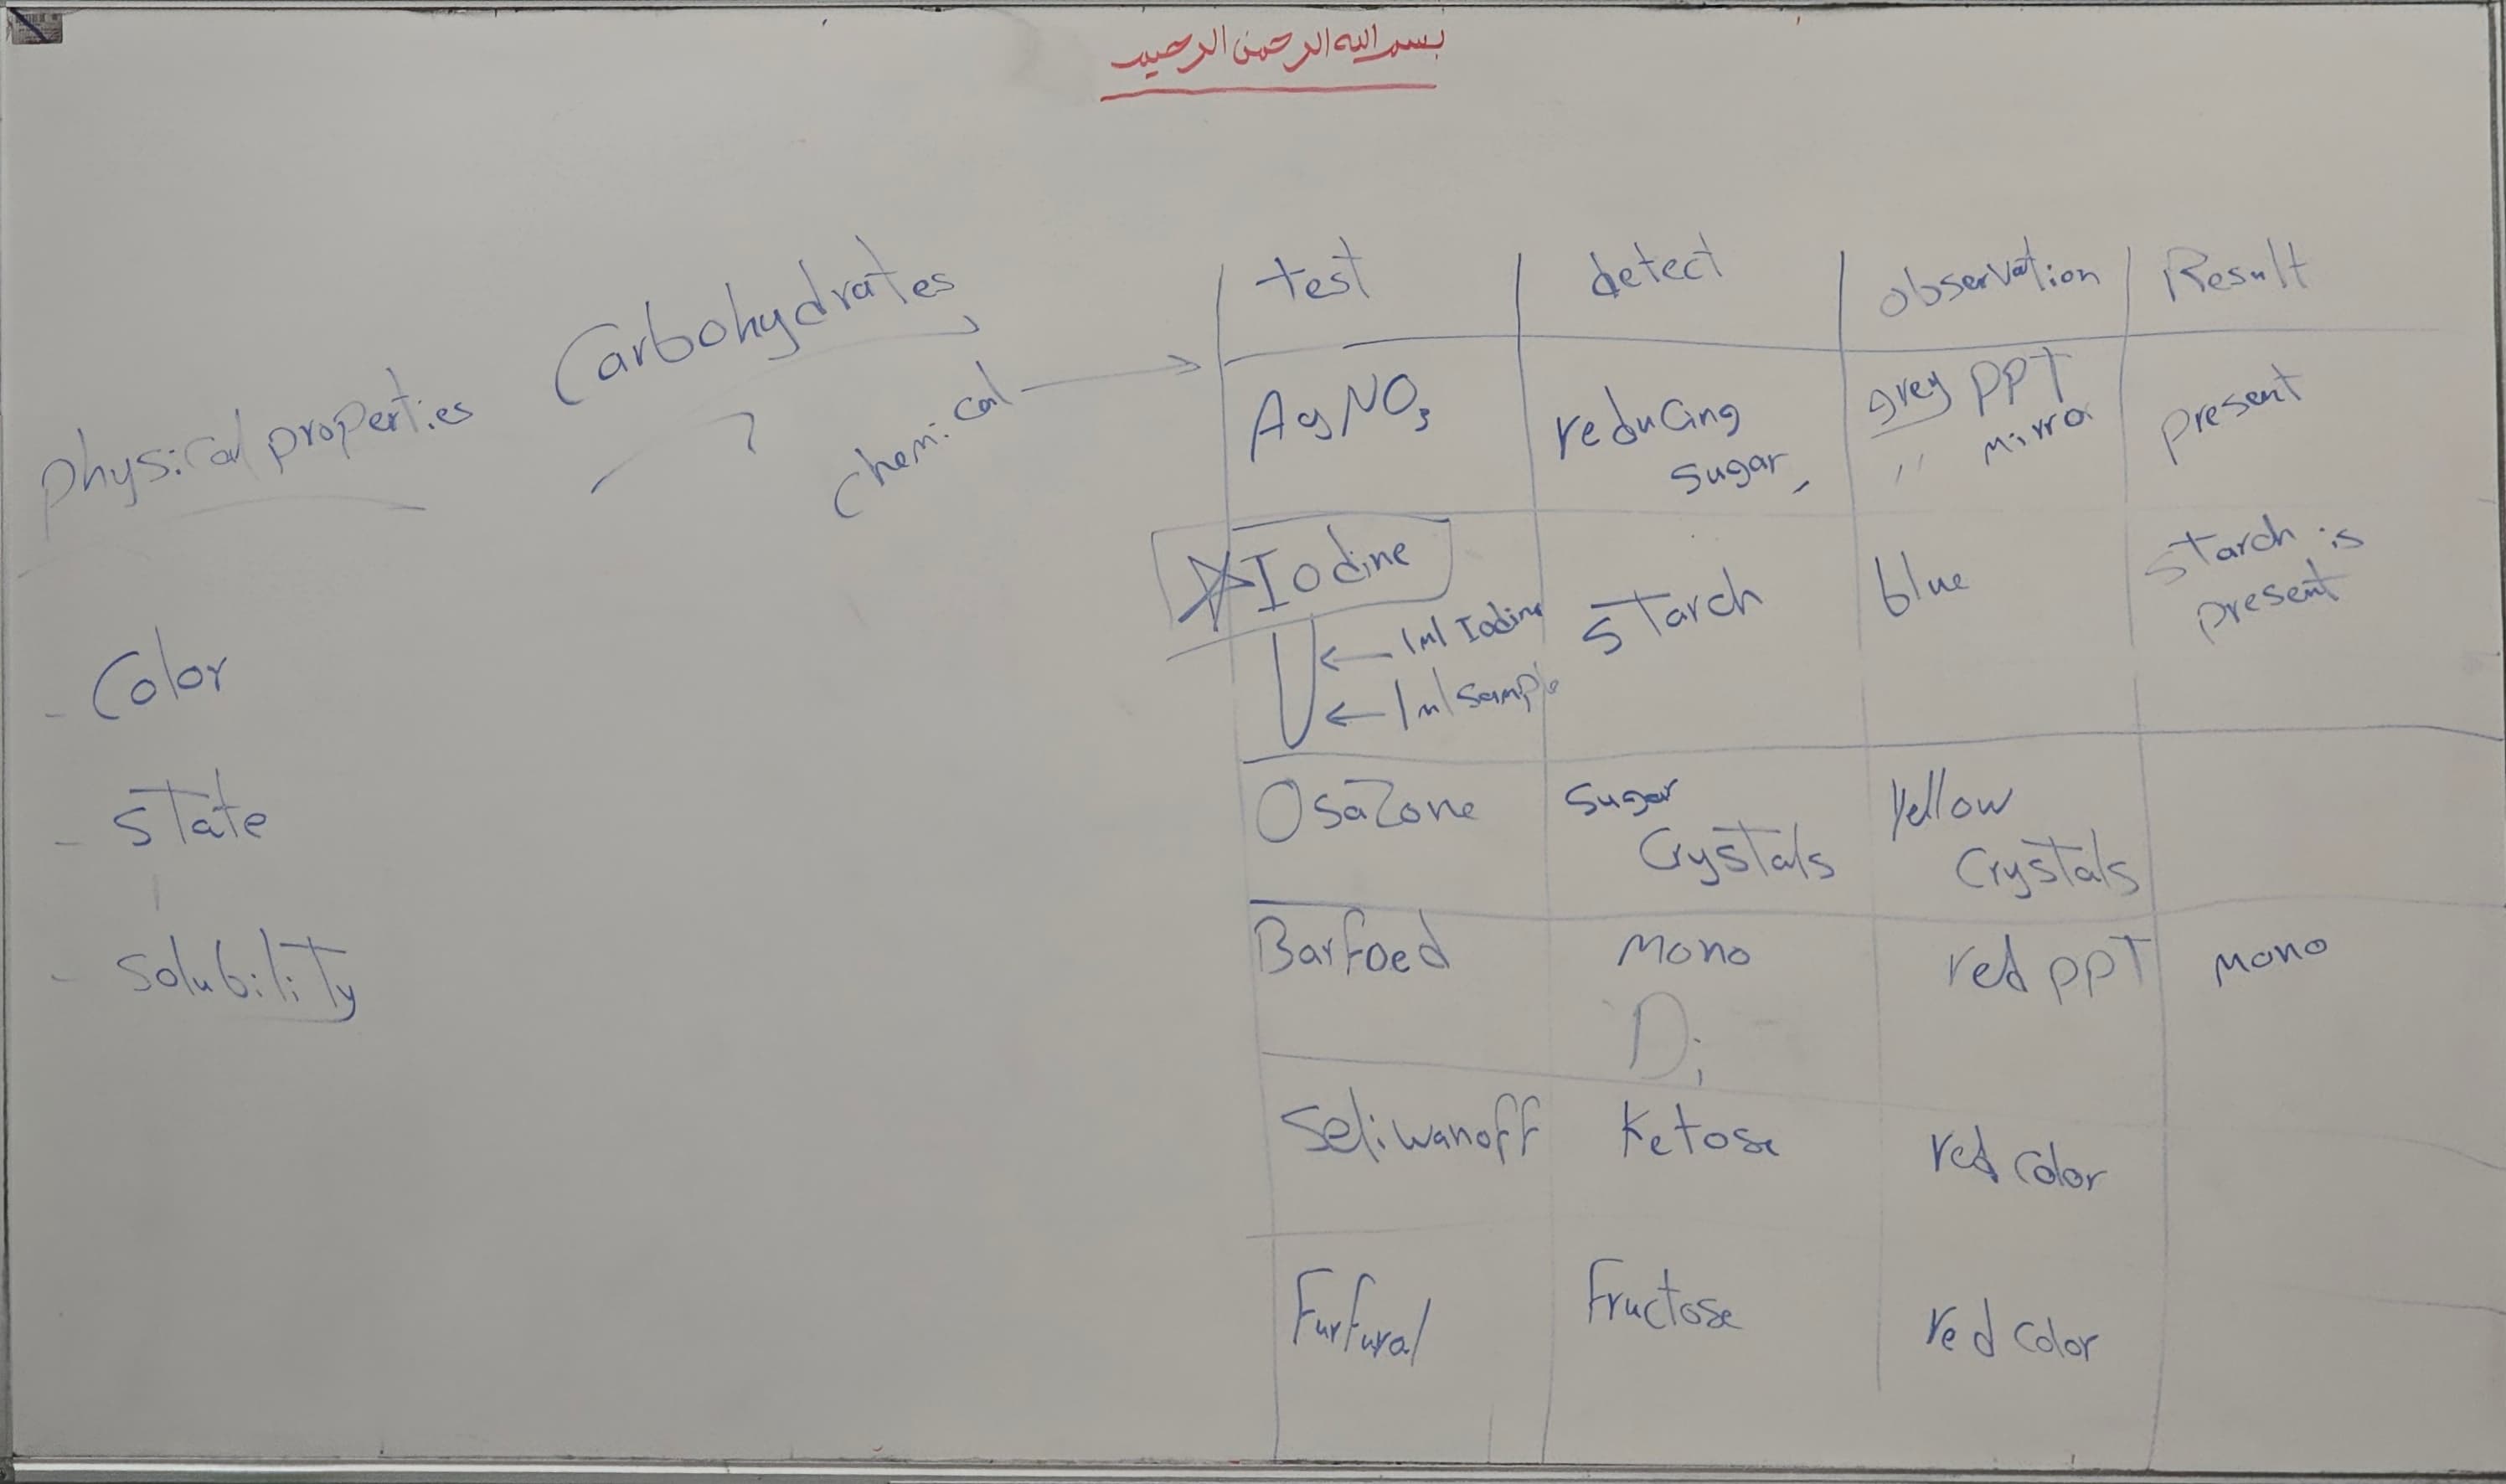 بسم الله الرحمن الرحيم
Carbohydrates
physical properties
- Color
- State
- Solubility
?
chemical →
test | detect | observation | Result
AgNO3 | reducing sugar | grey PPT | present
" mirror
Iodine | starch | blue | starch is present
← 1ml Iodine
← 1ml sample
Osazone | sugar Crystals | Yellow Crystals
Barfoed | Mono | red ppT | Mono
Di
Seliwanoff | Ketose | red color
Furfural | Fructose | red color